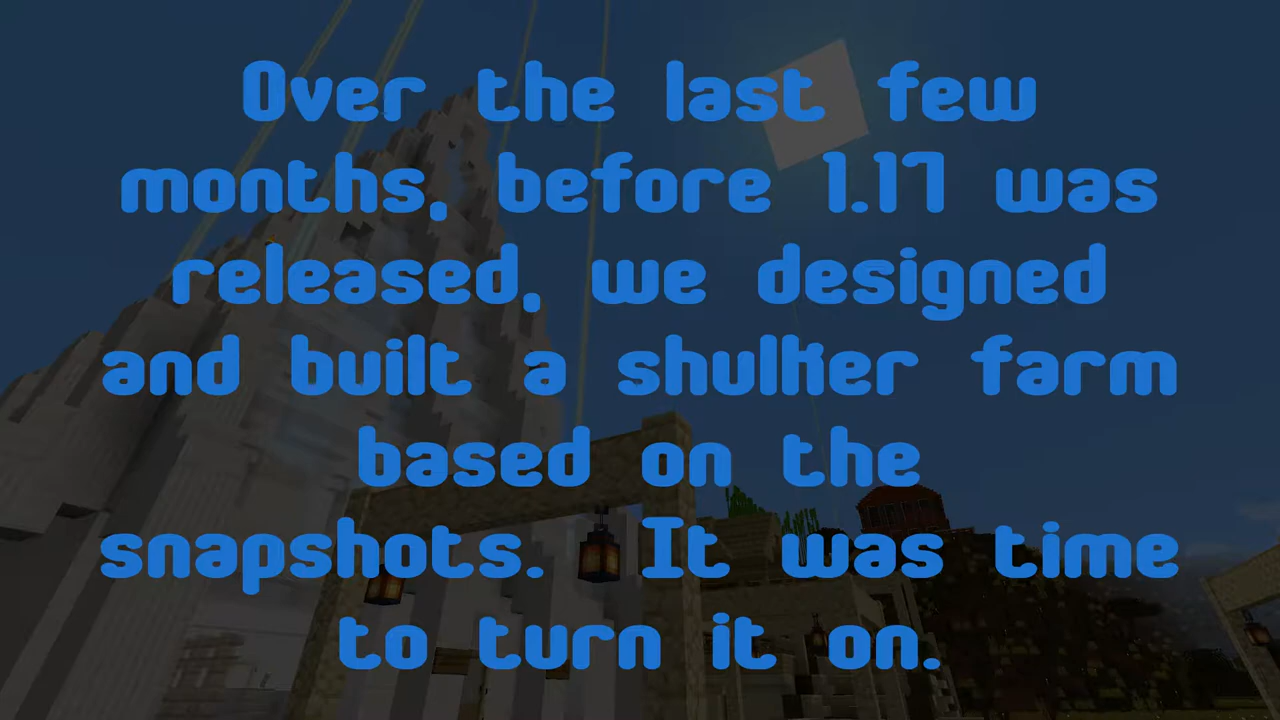 Over the last few
months, before 1.17 was
released, we designed
and built a shulker farm
based on the
snapshots. It was time
to turn it on.